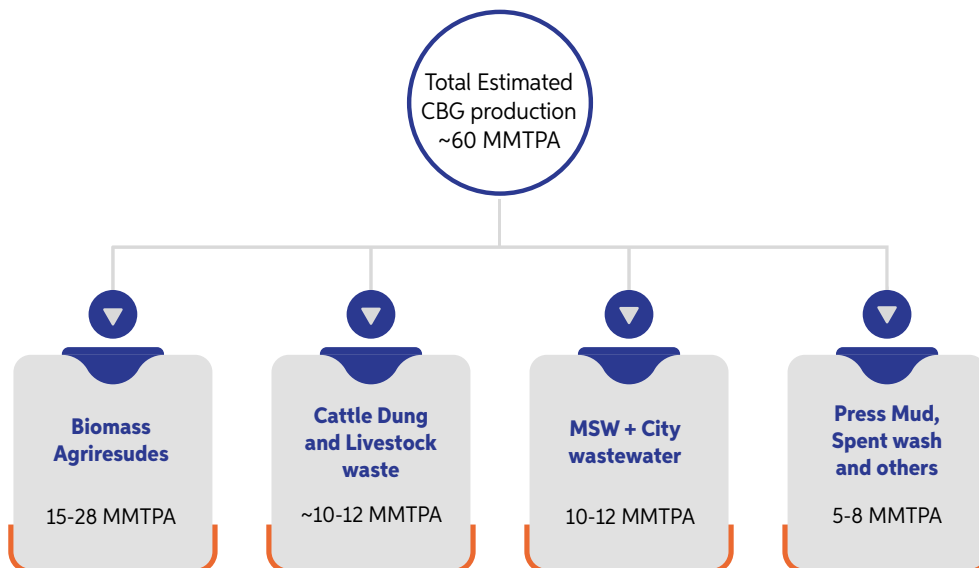 Total Estimated
CBG production
~60 MMTPA
Biomass
Agriresudes
15-28 MMTPA
Cattle Dung
and Livestock
waste
~10-12 MMTPA
MSW + City
wastewater
10-12 MMTPA
Press Mud,
Spent wash
and others
5-8 MMTPA